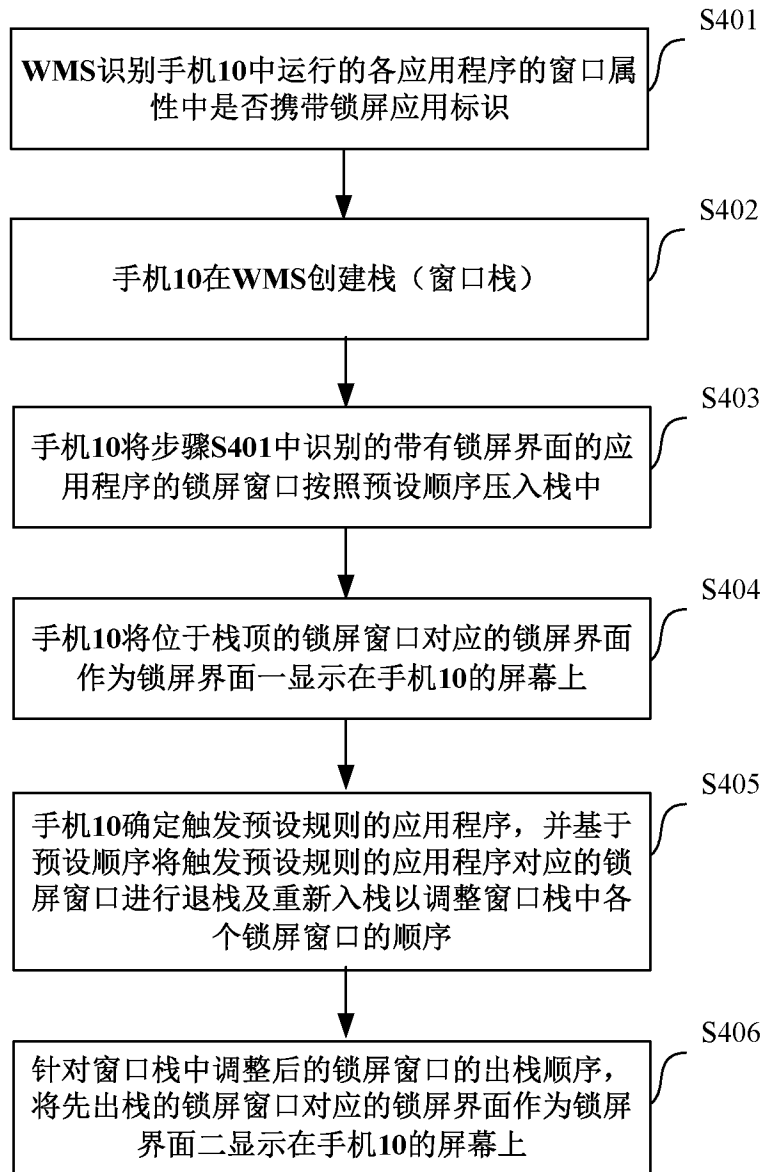 S401
WMS识别手机10中运行的各应用程序的窗口属
性中是否携带锁屏应用标识
S402
手机10在WMS创建栈（窗口栈）
S403
手机10将步骤S401中识别的带有锁屏界面的应
用程序的锁屏窗口按照预设顺序压入栈中
S404
手机10将位于栈顶的锁屏窗口对应的锁屏界面
作为锁屏界面一显示在手机10的屏幕上
S405
手机10确定触发预设规则的应用程序，并基于
预设顺序将触发预设规则的应用程序对应的锁
屏窗口进行退栈及重新入栈以调整窗口栈中各
个锁屏窗口的顺序
S406
针对窗口栈中调整后的锁屏窗口的出栈顺序，
将先出栈的锁屏窗口对应的锁屏界面作为锁屏
界面二显示在手机10的屏幕上